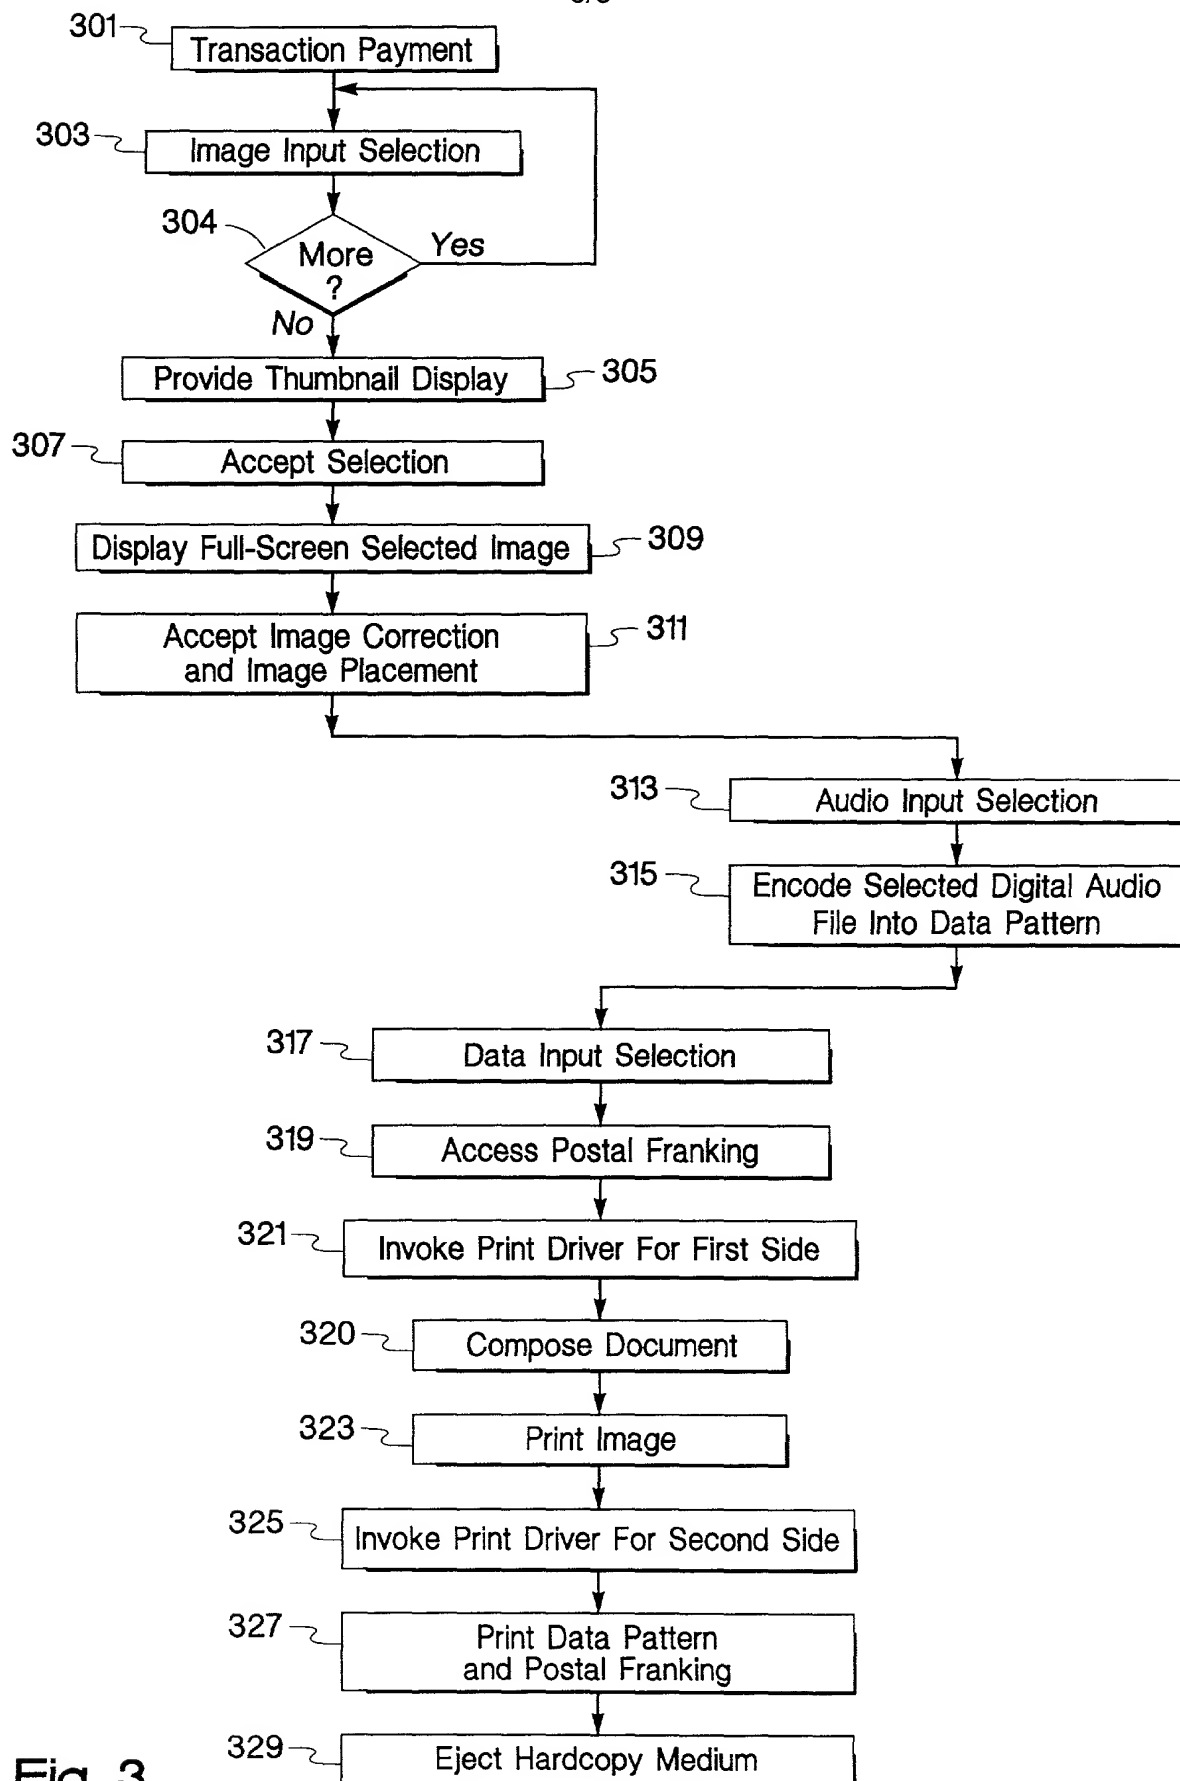 301
Transaction Payment
303
Image Input Selection
304
More
?
Yes
No
Provide Thumbnail Display
305
307
Accept Selection
Display Full-Screen Selected Image
309
Accept Image Correction
and Image Placement
311
313
Audio Input Selection
315
Encode Selected Digital Audio
File Into Data Pattern
317
Data Input Selection
319
Access Postal Franking
321
Invoke Print Driver For First Side
320
Compose Document
323
Print Image
325
Invoke Print Driver For Second Side
327
Print Data Pattern
and Postal Franking
329
Eject Hardcopy Medium
Fig. 3